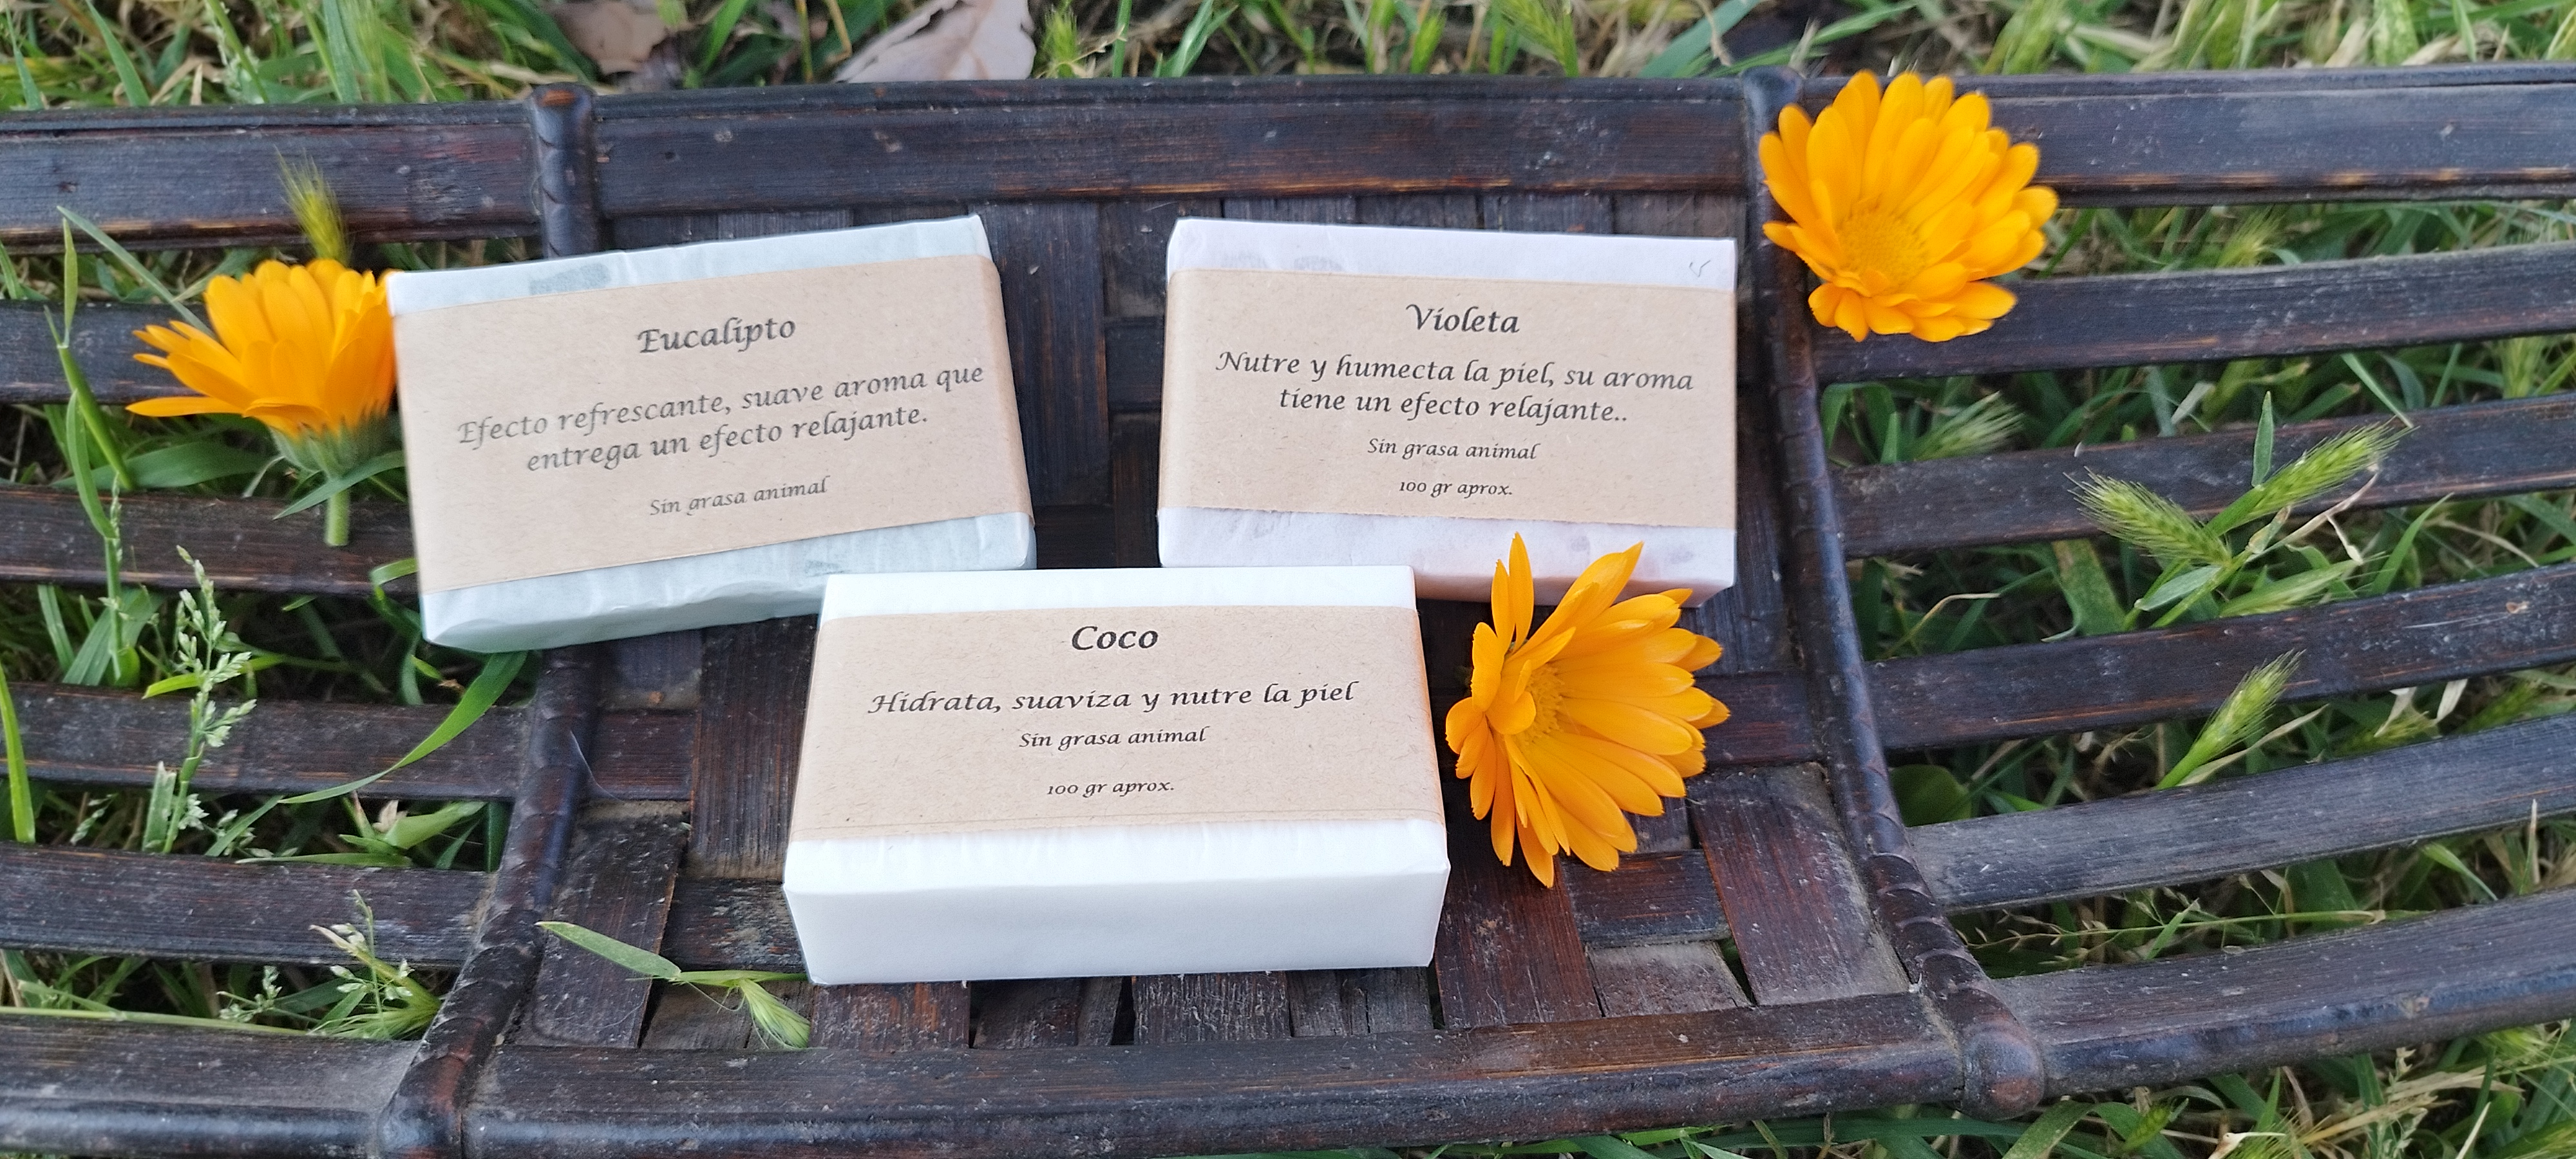 Eucalipto
Efecto refrescante, suave aroma que
entrega un efecto relajante.
Sin grasa animal
Violeta
Nutre y humecta la piel, su aroma
tiene un efecto relajante..
Sin grasa animal
100 gr aprox.
Coco
Hidrata, suaviza y nutre la piel
Sin grasa animal
100 gr aprox.